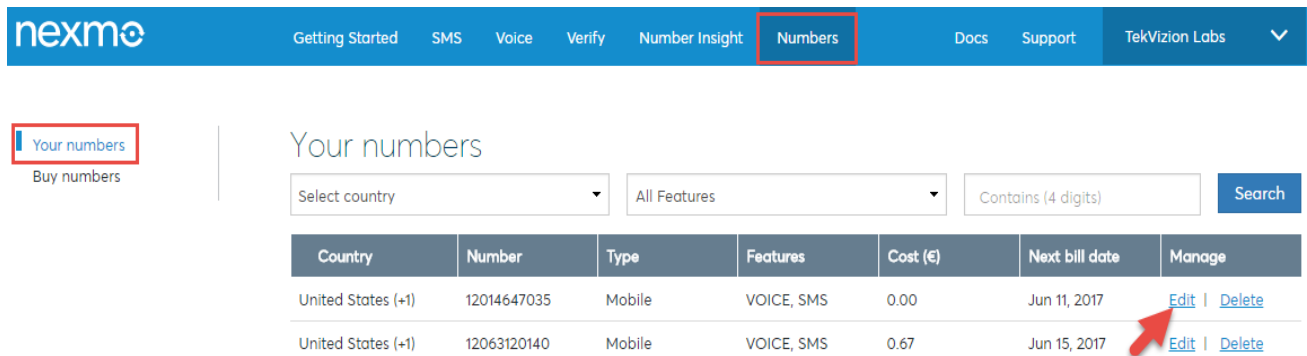 nexmo
Getting Started SMS Voice Verify Number Insight Numbers Docs Support TekVizion Labs
Your numbers
Buy numbers
Your numbers
Select country All Features Contains (4 digits) Search
Country Number Type Features Cost (€) Next bill date Manage
United States (+1) 12014647035 Mobile VOICE, SMS 0.00 Jun 11, 2017 Edit | Delete
United States (+1) 12063120140 Mobile VOICE, SMS 0.67 Jun 15, 2017 Edit | Delete